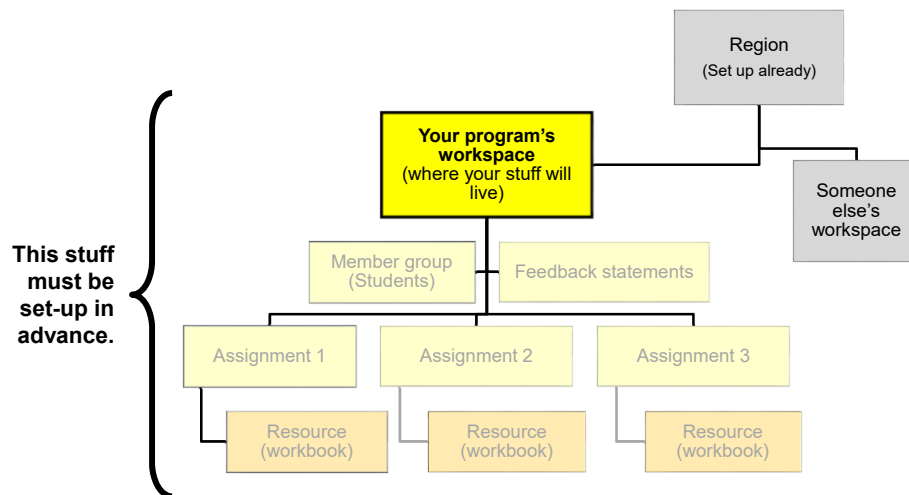 Region
(Set up already)
Your program’s
workspace
(where your stuff will
live)
Someone
else’s
workspace
This stuff
must be
set-up in
advance.
Member group
(Students)
Feedback statements
Assignment 1
Assignment 2
Assignment 3
Resource
(workbook)
Resource
(workbook)
Resource
(workbook)